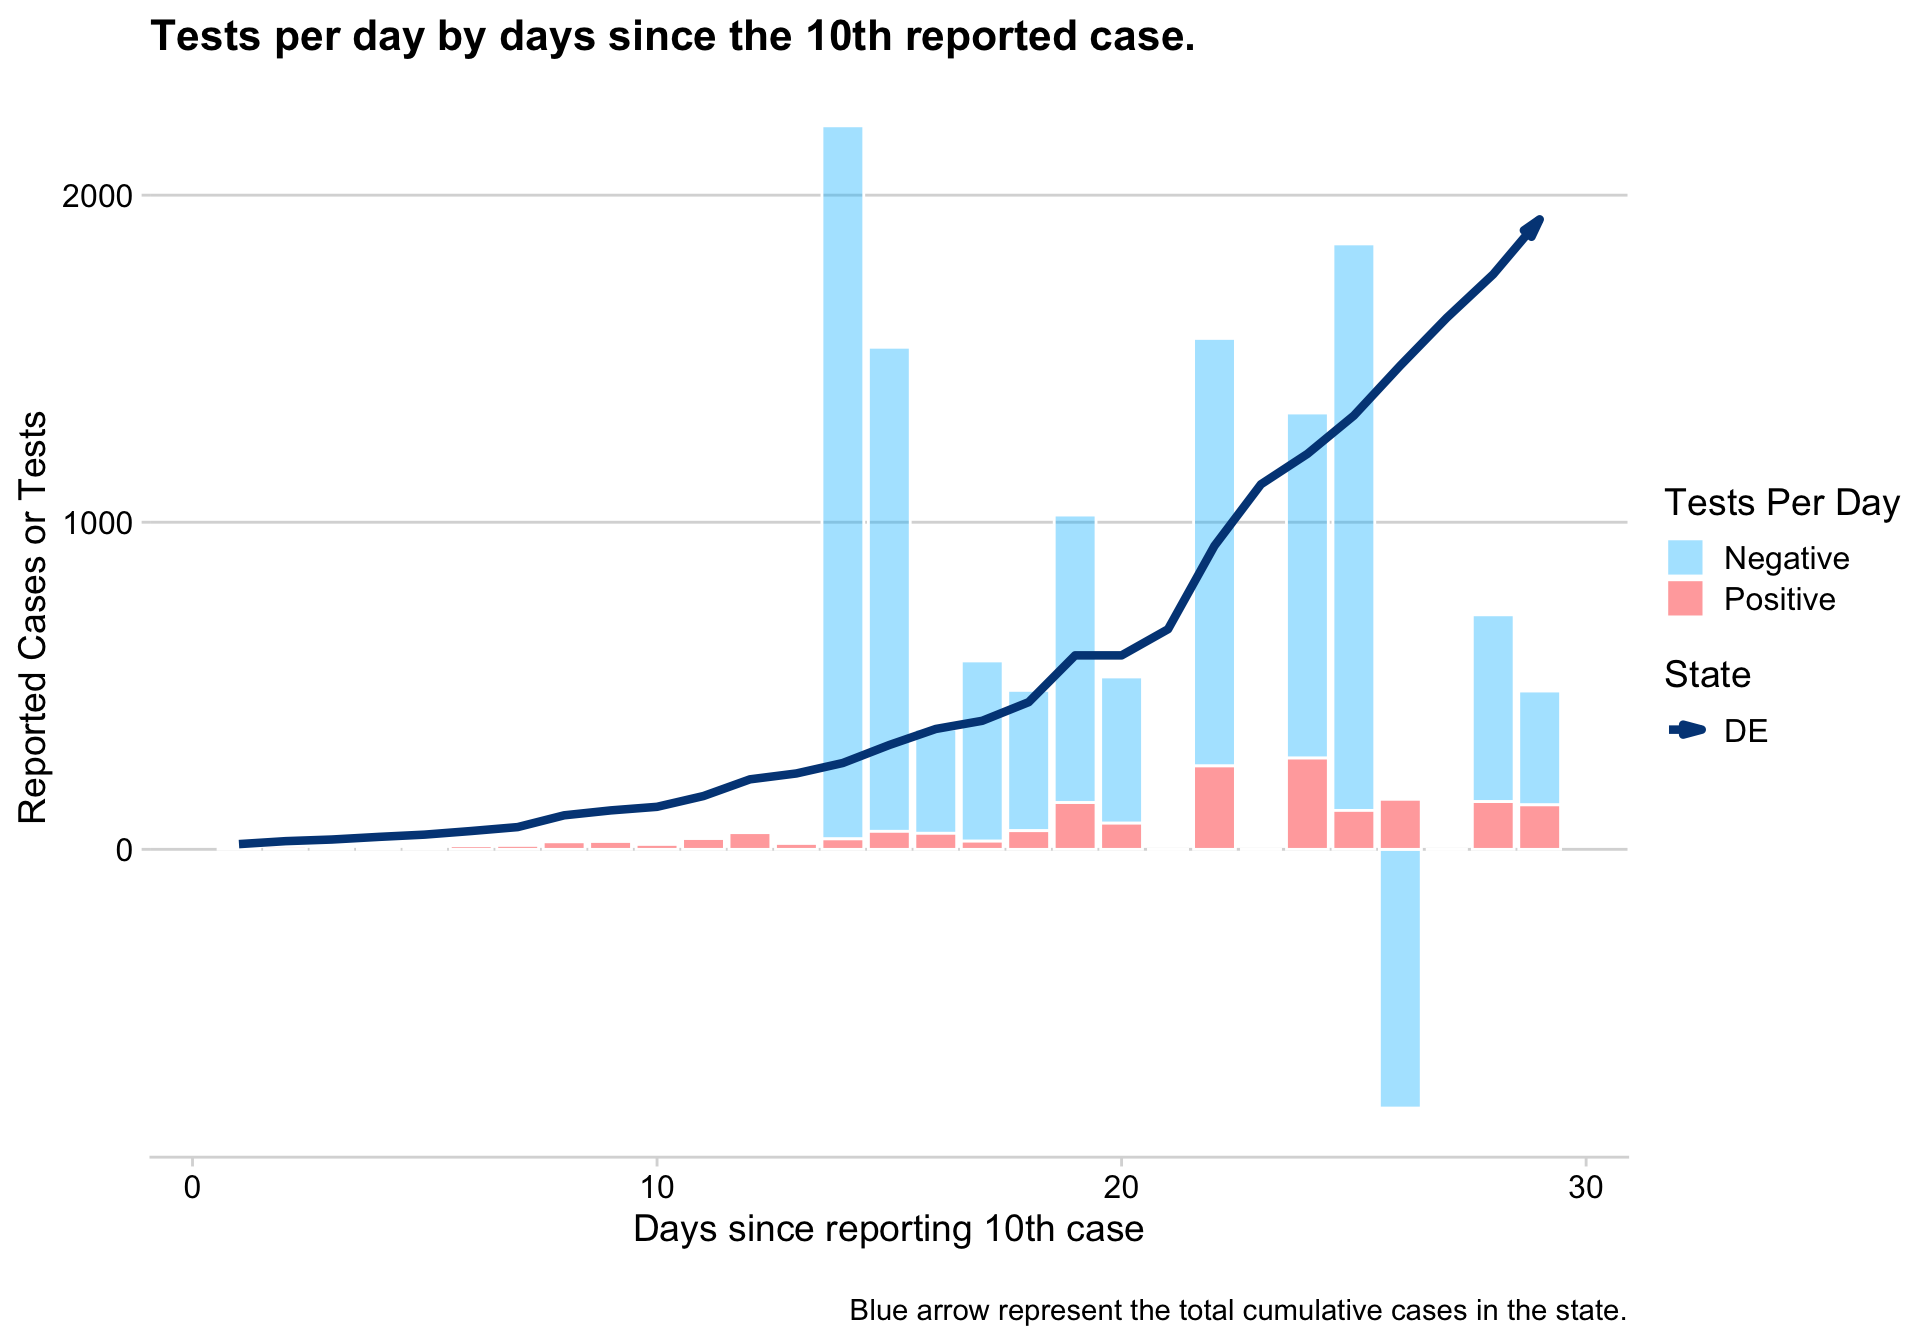 Tests per day by days since the 10th reported case.
Reported Cases or Tests
2000
1000
0
0 10 20 30
Days since reporting 10th case
Tests Per Day
Negative
Positive
State
DE
Blue arrow represent the total cumulative cases in the state.